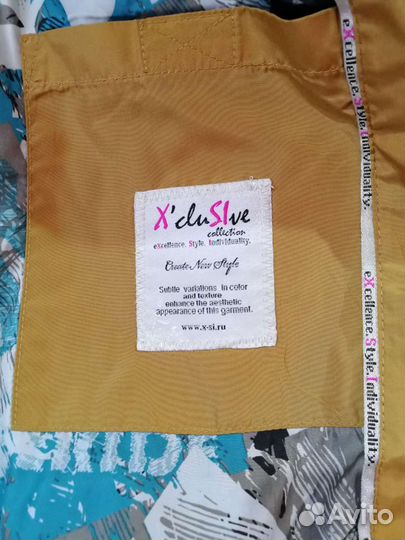 X'cluSIve
collection
eXcellence. Style. Individuality.
Create New Style
Subtle variations in color
and texture
enhance the aesthetic
appearance of this garment.
www.x-si.ru
eXcellence.Style.Individuality.
eXcellence.Style.Individuality.
Avito